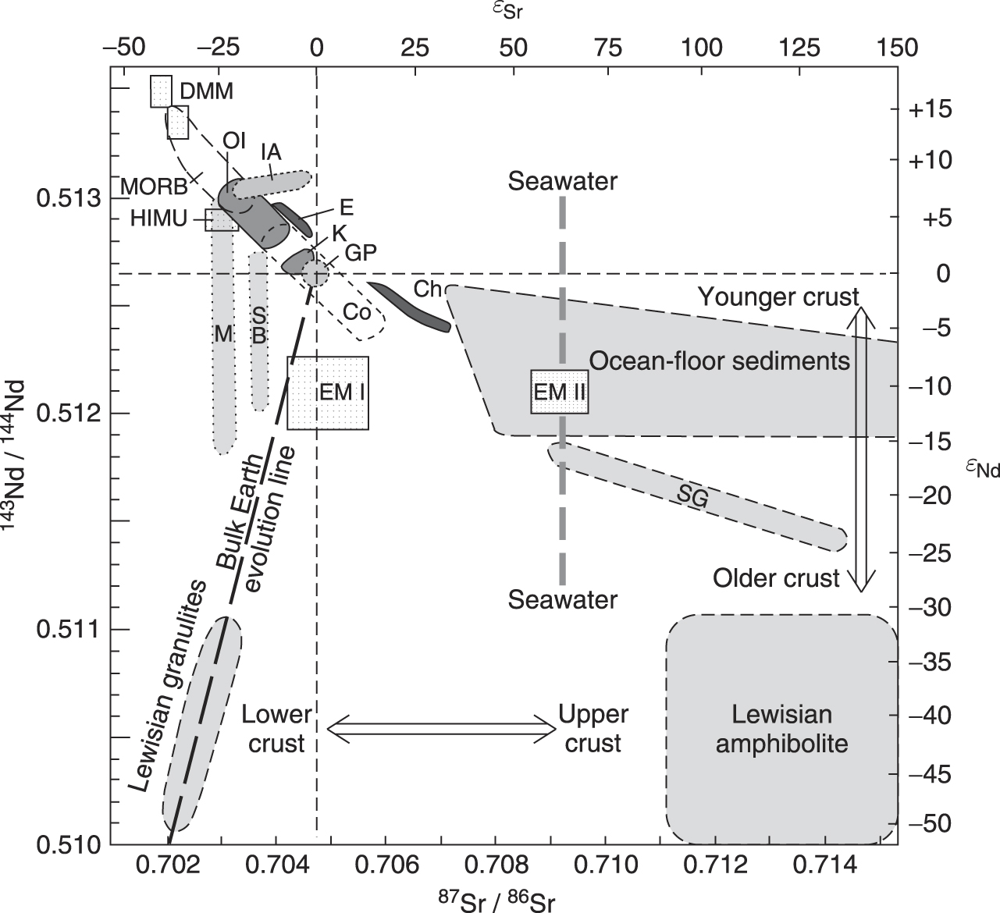 εSr
−50 −25 0 25 50 75 100 125 150
DMM
+15
OI
IA
+10
Seawater
MORB
0.513
E
HIMU
+5
K
GP
0
Ch
Younger crust
Co
S
B
M
−5
Ocean-floor sediments
EM I
EM II
−10
0.512
−15
143Nd / 144Nd
Bulk Earth
evolution line
εNd
SG
−20
−25
Older crust
Seawater
−30
0.511
Lewisian granulites
−35
Lower
crust
Upper
crust
Lewisian
amphibolite
−40
−45
−50
0.510
0.702 0.704 0.706 0.708 0.710 0.712 0.714
87Sr / 86Sr